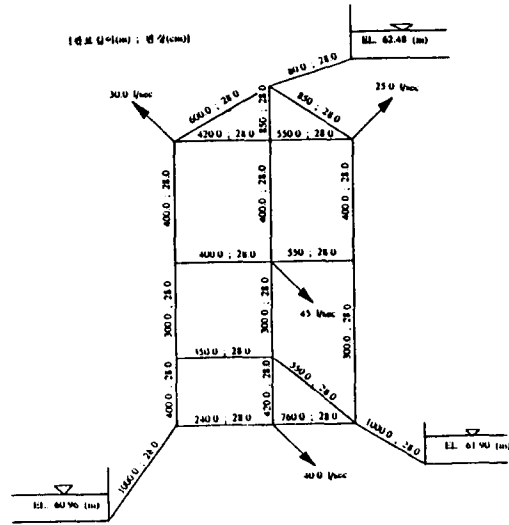 [관로길이(m) ; 관경(cm)]
EL. 62.48 (m)
80.0 ; 28.0
30.0 l/sec
25.0 l/sec
600.0 ; 28.0
850 ; 28.0
850 ; 28.0
420.0 ; 28.0
550.0 ; 28.0
400.0 ; 28.0
400.0 ; 28.0
400.0 ; 28.0
400.0 ; 28.0
550 ; 28.0
45 l/sec
300.0 ; 28.0
300.0 ; 28.0
300.0 ; 28.0
350.0 ; 28.0
350.0 ; 28.0
400.0 ; 28.0
420.0 ; 28.0
240.0 ; 28.0
760.0 ; 28.0
1000.0 ; 28.0
EL. 61.90 (m)
40.0 l/sec
1000.0 ; 28.0
EL. 60.96 (m)